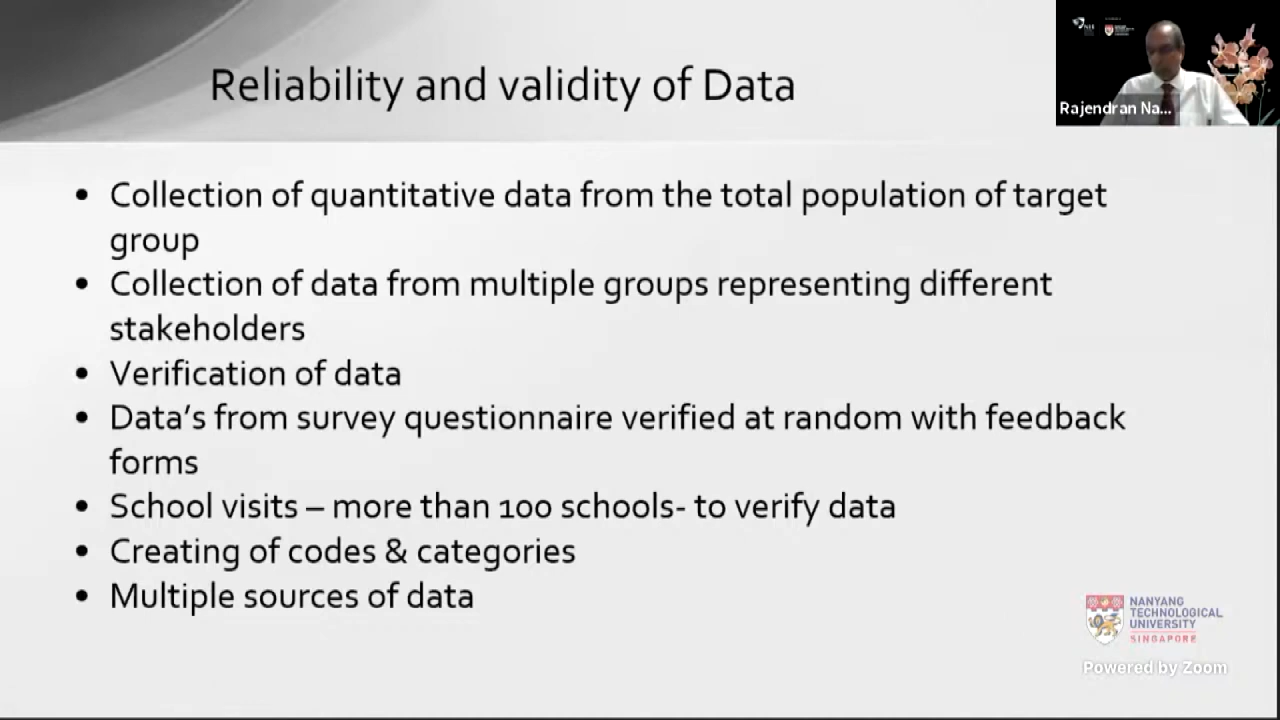 Reliability and validity of Data
Rajendran Na...
• Collection of quantitative data from the total population of target
group
• Collection of data from multiple groups representing different
stakeholders
• Verification of data
• Data’s from survey questionnaire verified at random with feedback
forms
• School visits – more than 100 schools- to verify data
• Creating of codes & categories
• Multiple sources of data
NANYANG
TECHNOLOGICAL
UNIVERSITY
SINGAPORE
Powered by Zoom